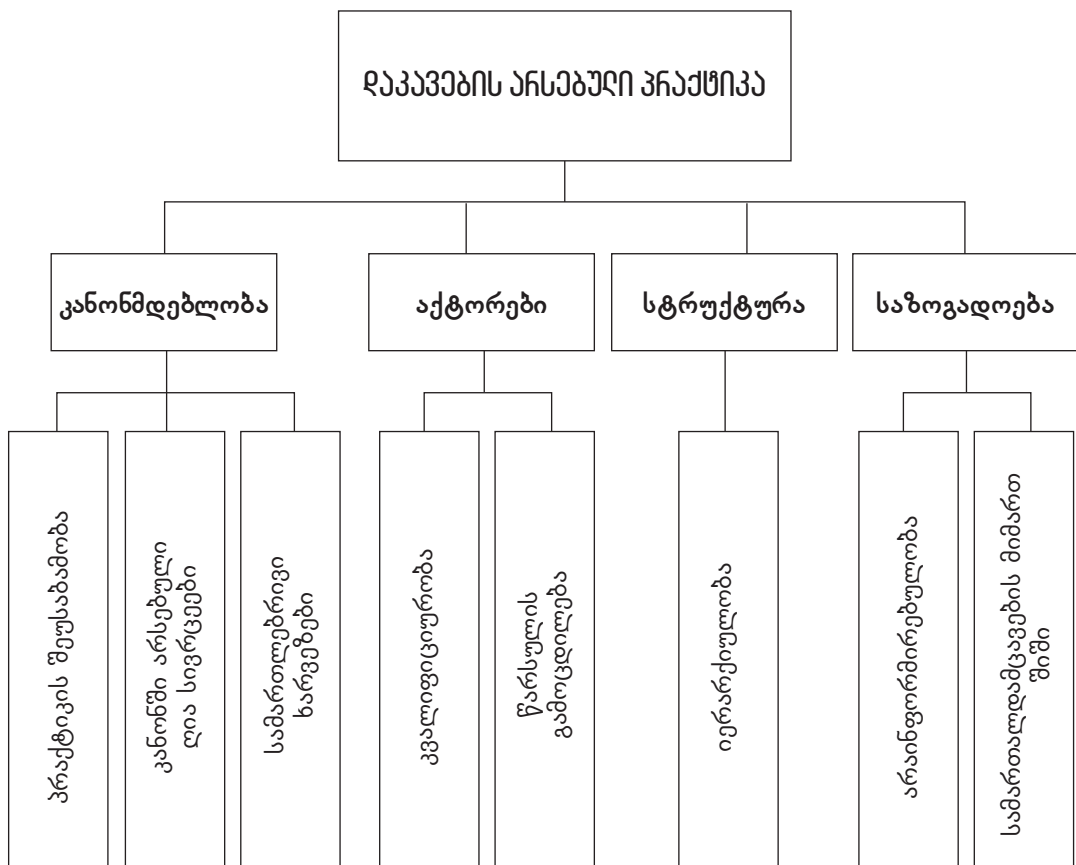 დაკავების არსებული პრაქტიკა
კანონმდებლობა
აქტორები
სტრუქტურა
საზოგადოება
პრაქტიკის შეუსაბამობა
კანონში არსებული
ღია სივრცეები
სამართლებრივი
ხარვეზები
კვალიფიციურობა
წარსულის
გამოცდილება
იერარქიულობა
არაინფორმირებულობა
სამართალდამცავების მიმართ
შიში